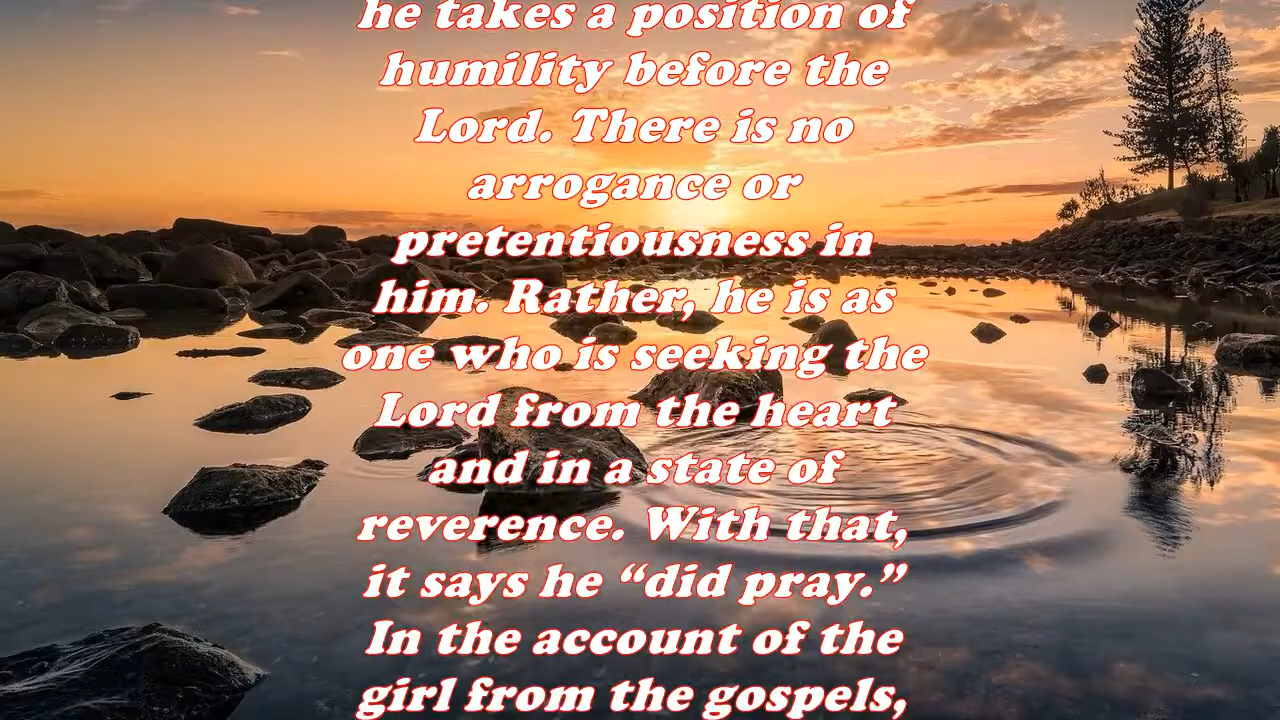 he takes a position of
humility before the
Lord. There is no
arrogance or
pretentiousness in
him. Rather, he is as
one who is seeking the
Lord from the heart
and in a state of
reverence. With that,
it says he “did pray.”
In the account of the
girl from the gospels,